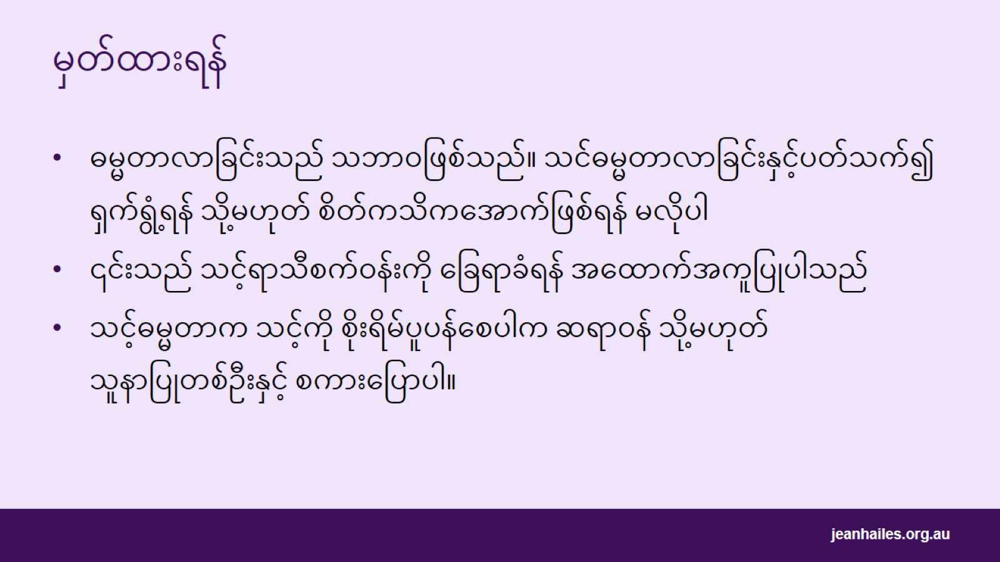 မှတ်ထားရန်
• ဓမ္မတာလာခြင်းသည် သဘာဝဖြစ်သည်။ သင်ဓမ္မတာလာခြင်းနှင့်ပတ်သက်၍
ရှက်ရွံ့ရန် သို့မဟုတ် စိတ်ကသိကအောက်ဖြစ်ရန် မလိုပါ
• ၎င်းသည် သင့်ရာသီစက်ဝန်းကို ခြေရာခံရန် အထောက်အကူပြုပါသည်
• သင့်ဓမ္မတာက သင့်ကို စိုးရိမ်ပူပန်စေပါက ဆရာဝန် သို့မဟုတ်
သူနာပြုတစ်ဦးနှင့် စကားပြောပါ။
jeanhailes.org.au